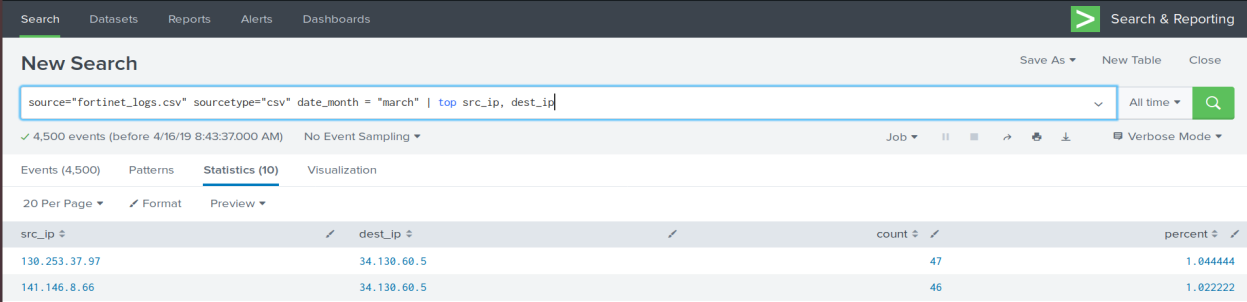 Search Datasets Reports Alerts Dashboards Search & Reporting
New Search Save As New Table Close
source="fortinet_logs.csv" sourcetype="csv" date_month = "march" | top src_ip, dest_ip All time
4,500 events (before 4/16/19 8:43:37.000 AM) No Event Sampling Job Verbose Mode
Events (4,500) Patterns Statistics (10) Visualization
20 Per Page Format Preview
src_ip dest_ip count percent
130.253.37.97 34.130.60.5 47 1.044444
141.146.8.66 34.130.60.5 46 1.022222